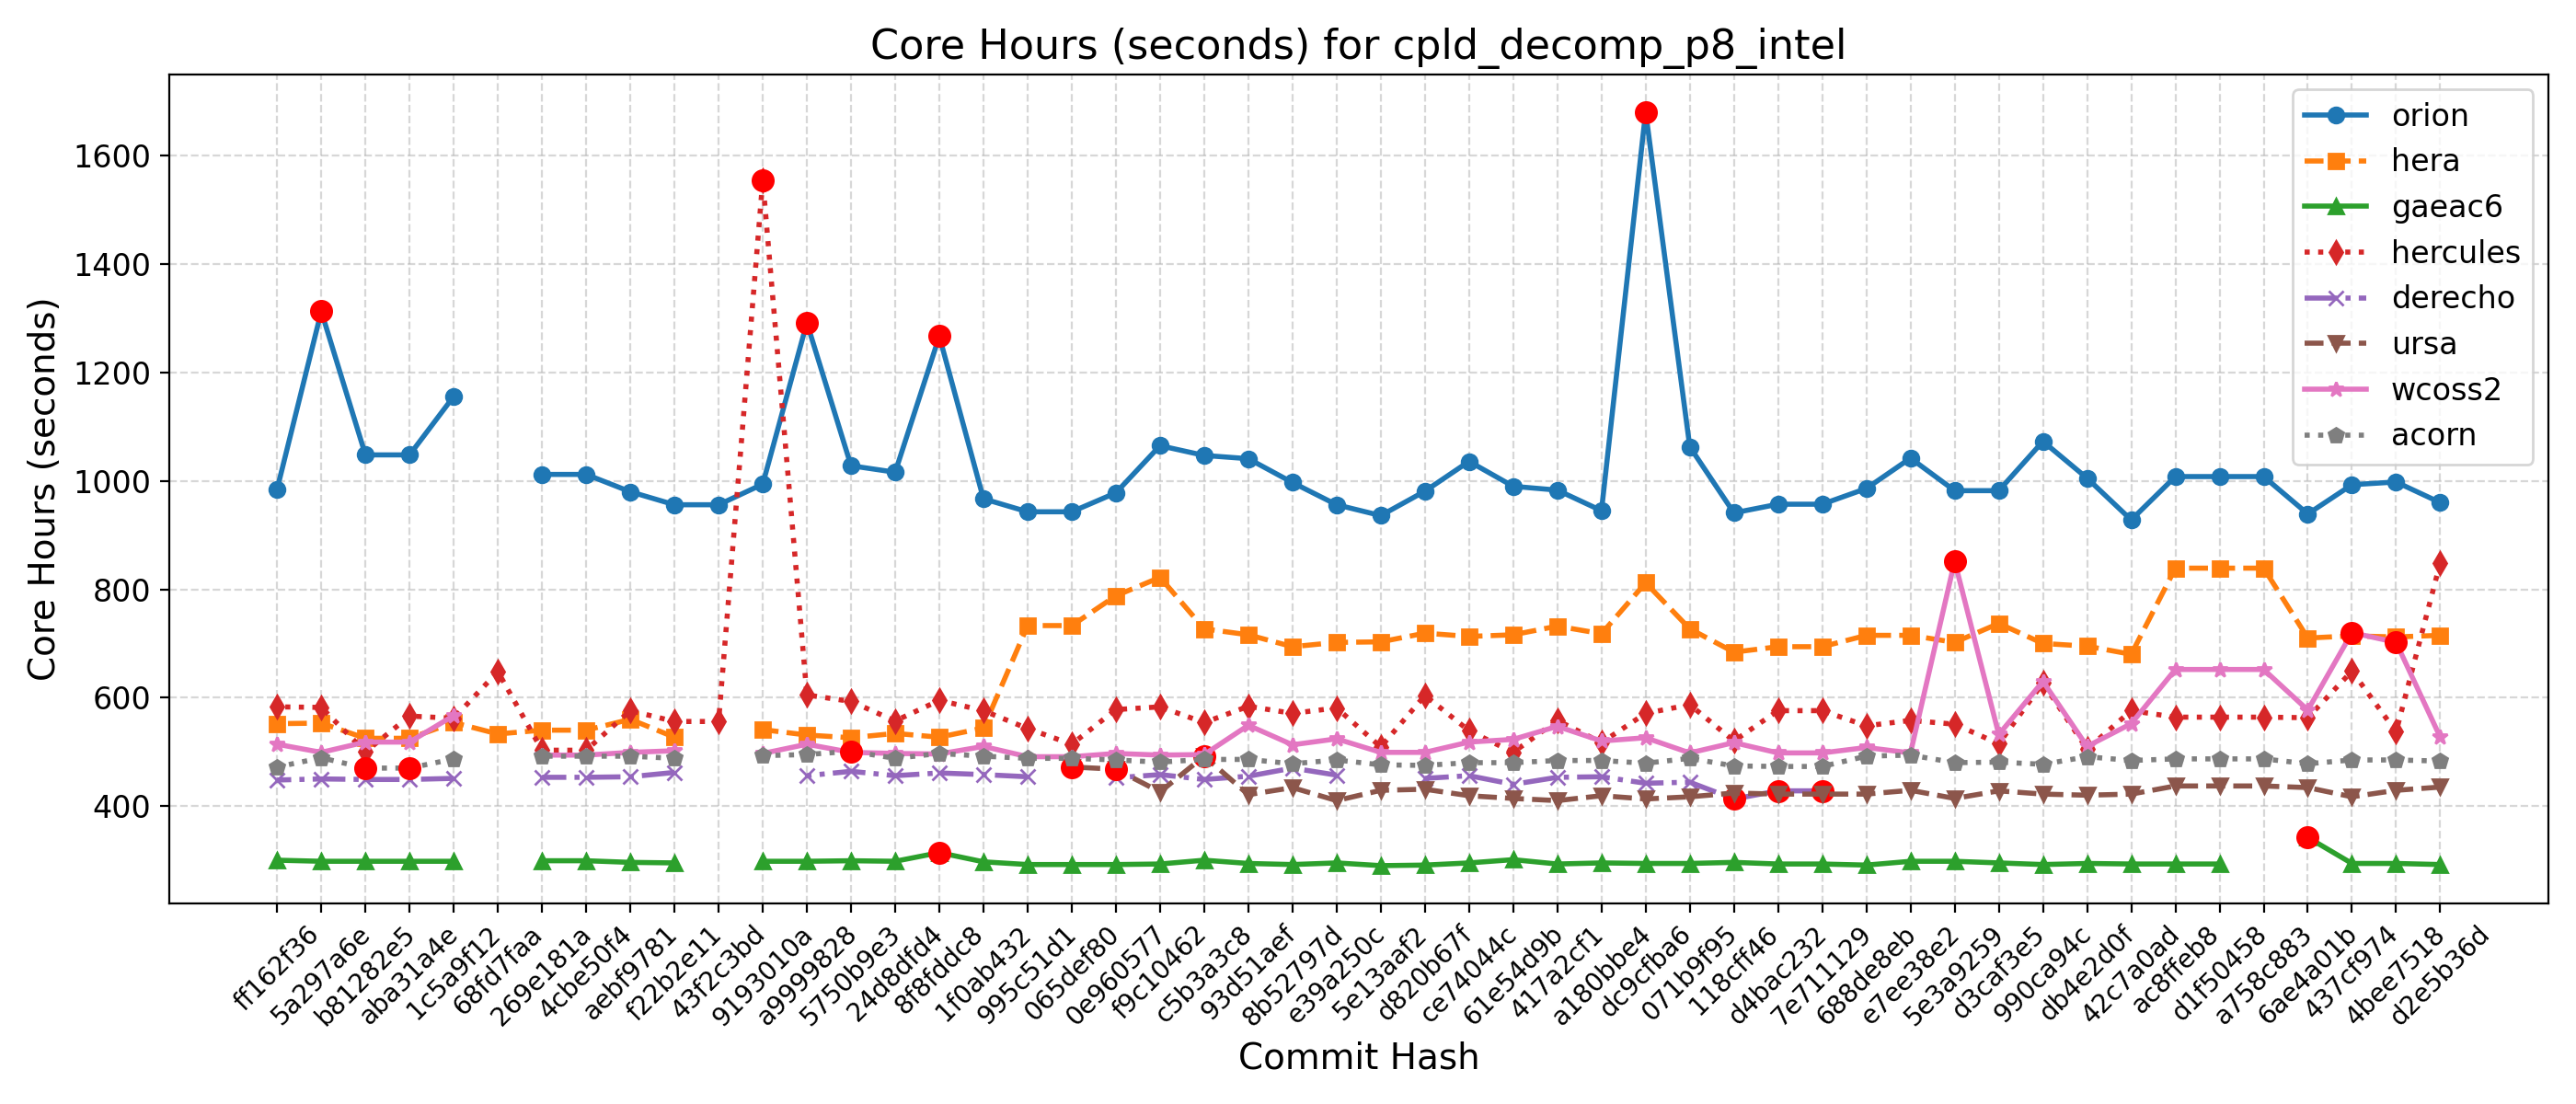 Core Hours (seconds) for cpld_decomp_p8_intel
Core Hours (seconds)
1600
1400
1200
1000
800
600
400
orion
hera
gaeac6
hercules
derecho
ursa
wcoss2
acorn
ff162f36
5a297a6e
b81282e5
aba31a4e
1c5a9f12
68fd7faa
269e181a
4cbe50f4
aebf9781
f22b2e11
43f2c3bd
9193010a
a9999828
5750b9e3
24d8dfd4
8f8fddc8
1f0ab432
995c51d1
065def80
0e960577
f9c10462
c5b3a3c8
93d51aef
8b52797d
e39a250c
5e13aaf2
d820b67f
ce74044c
61e54d9b
417a2cf1
a180bbe4
dc9cfba6
071b9f95
118cff46
d4bac232
7e711129
688de8eb
e7ee38e2
5e3a9259
d3caf3e5
990ca94c
db4e2d0f
42c7a0ad
ac8ffeb8
d1f50458
a758c883
6ae4a01b
437cf974
4bee7518
d2e5b36d
Commit Hash